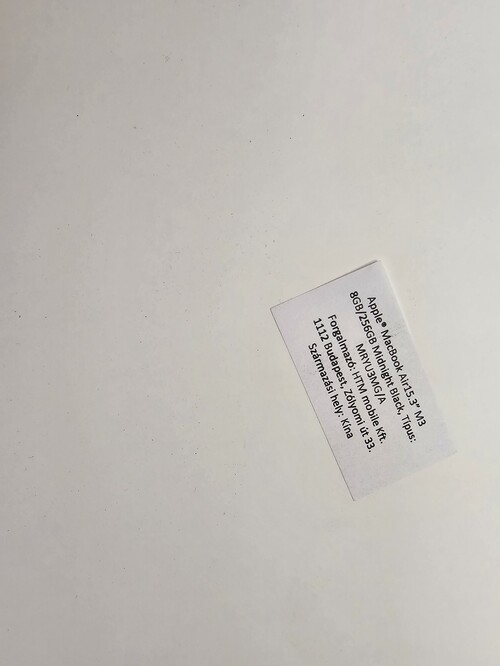 Apple® MacBook Air15.3" M3
8GB/256GB Midnight Black, Típus:
MRYU3MG/A
Forgalmazó: HTM mobile Kft.
1112 Budapest, Zólyomi út 33.
Származási hely: Kína